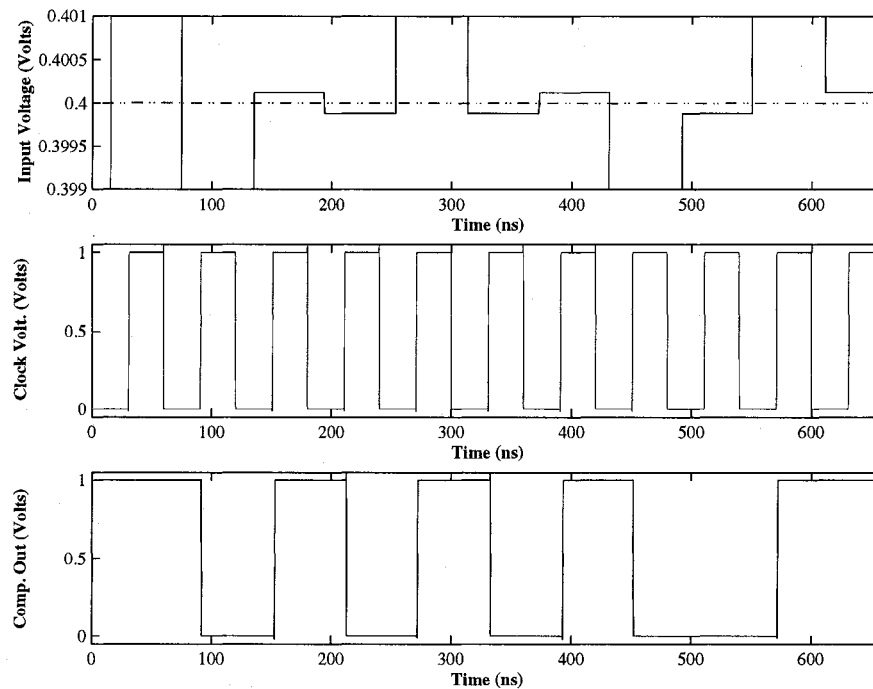 Input Voltage (Volts)
0.401
0.4005
0.4
0.3995
0.399
0 100 200 300 400 500 600
Time (ns)
Clock Volt. (Volts)
1
0.5
0
0 100 200 300 400 500 600
Time (ns)
Comp. Out (Volts)
1
0.5
0
0 100 200 300 400 500 600
Time (ns)